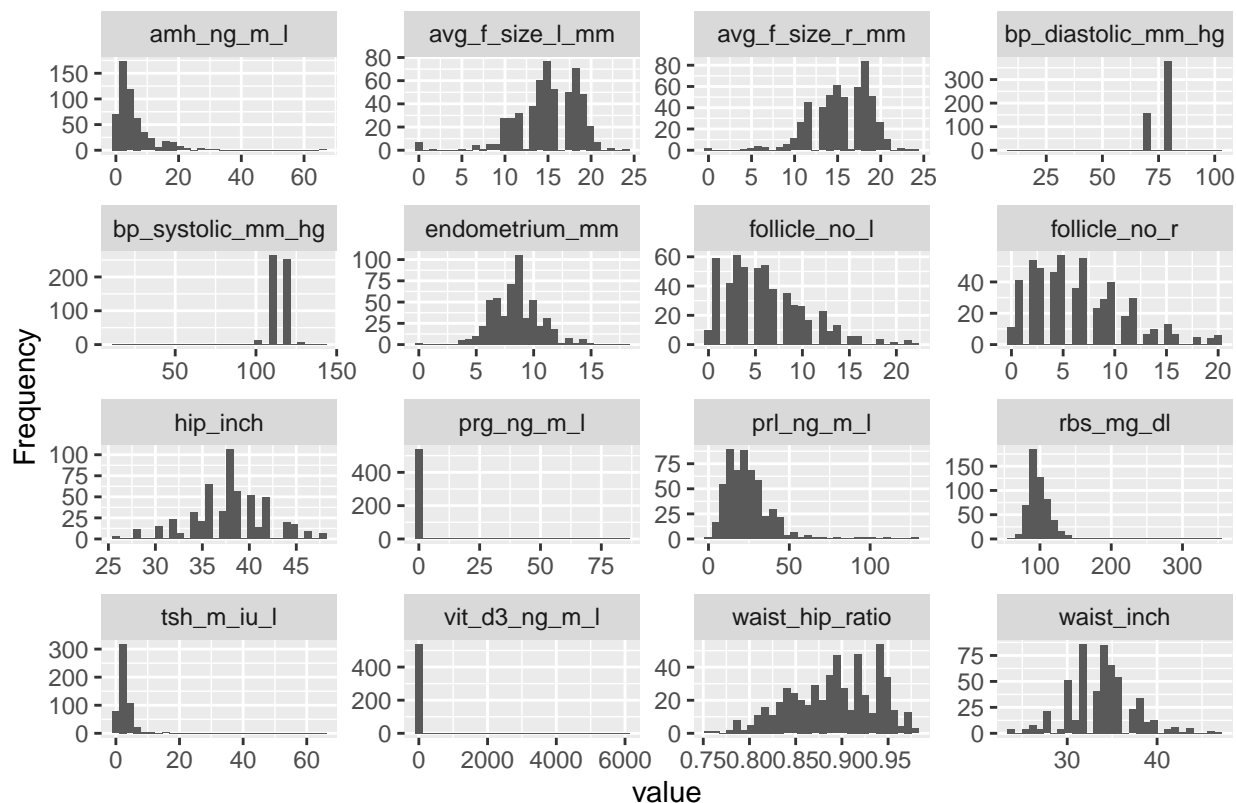 amh_ng_m_l avg_f_size_l_mm avg_f_size_r_mm bp_diastolic_mm_hg
150 100 50 0
80 60 40 20 0
80 60 40 20 0
300 200 100 0
0 20 40 60
0 5 10 15 20 25
0 5 10 15 20 25
25 50 75 100
bp_systolic_mm_hg endometrium_mm follicle_no_l follicle_no_r
200 100 0
100 75 50 25 0
60 40 20 0
40 20 0
50 100 150
0 5 10 15
0 5 10 15 20
0 5 10 15 20
Frequency
hip_inch prg_ng_m_l prl_ng_m_l rbs_mg_dl
100 75 50 25 0
400 200 0
75 50 25 0
150 100 50 0
25 30 35 40 45
0 25 50 75
0 50 100
100 200 300
tsh_m_iu_l vit_d3_ng_m_l waist_hip_ratio waist_inch
300 200 100 0
400 200 0
40 20 0
75 50 25 0
0 20 40 60
0 2000 4000 6000
0.75 0.80 0.85 0.90 0.95
30 40
value